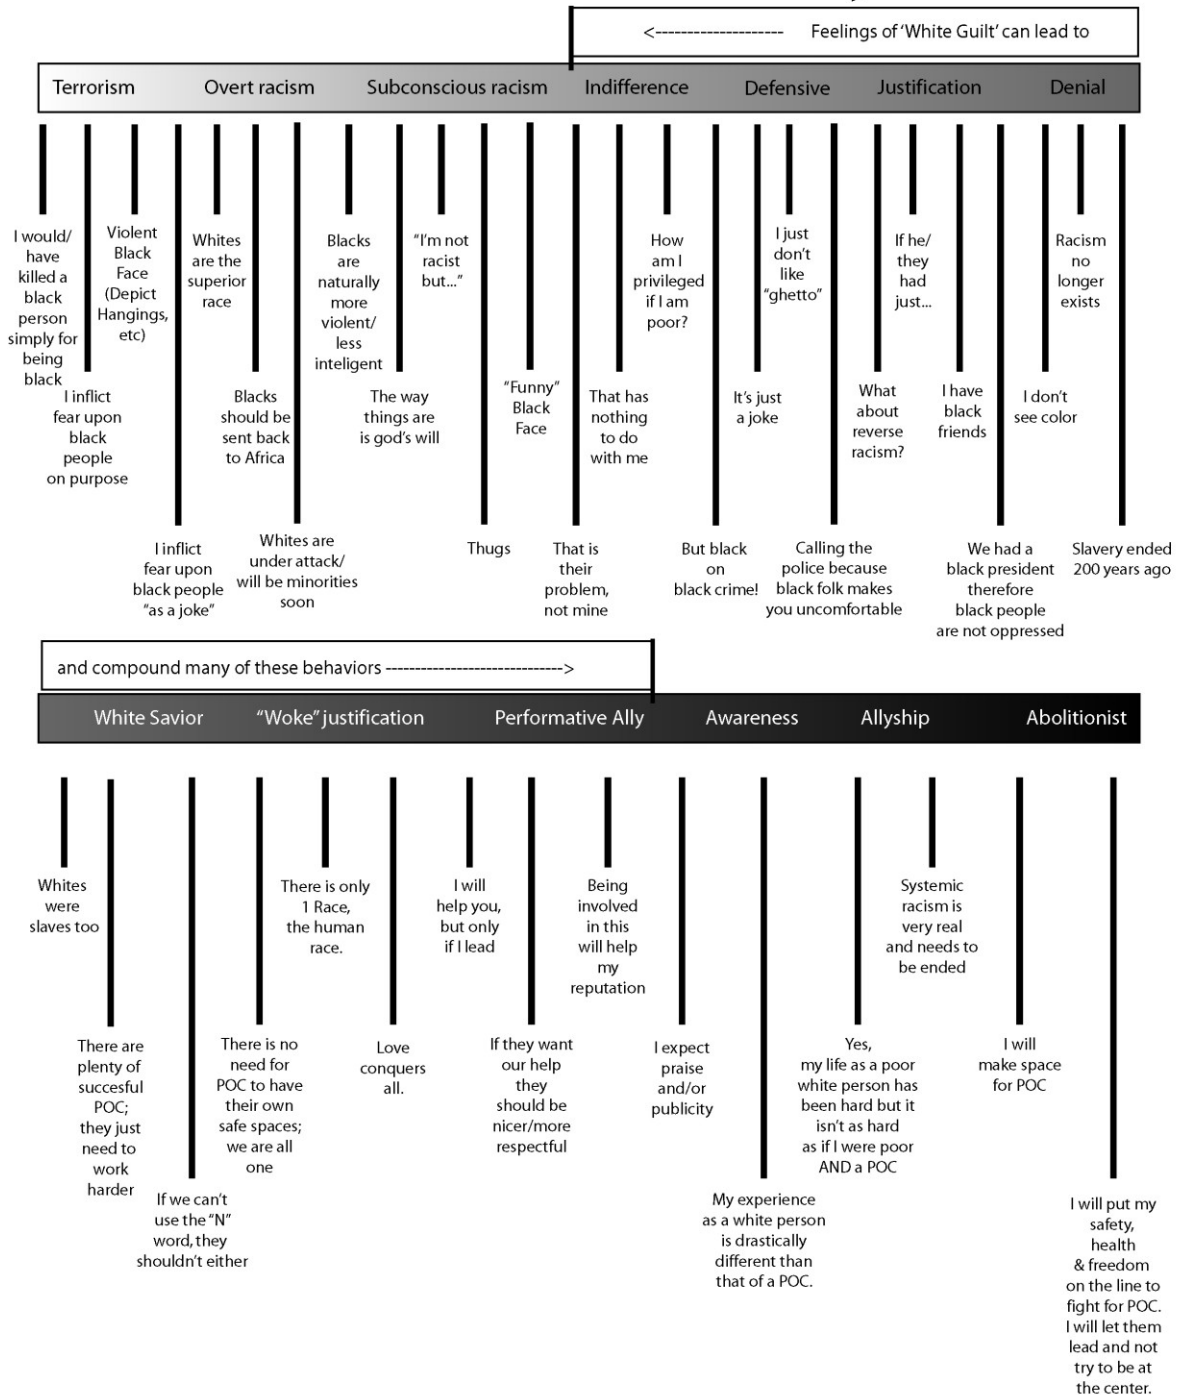 <-------------------- Feelings of ‘White Guilt’ can lead to
Terrorism Overt racism Subconscious racism Indifference Defensive Justification Denial
I would/
have
killed a
black
person
simply for
being
black
I inflict
fear upon
black
people
on purpose
Violent
Black
Face
(Depict
Hangings,
etc)
I inflict
fear upon
black people
“as a joke”
Whites
are the
superior
race
Blacks
should be
sent back
to Africa
Whites are
under attack/
will be minorities
soon
Blacks
are
naturally
more
violent/
less
inteligent
The way
things are
is god’s will
“I’m not
racist
but...”
Thugs
“Funny”
Black
Face
That is
their
problem,
not mine
That has
nothing
to do
with me
How
am I
privileged
if I am
poor?
But black
on
black crime!
It’s just
a joke
I just
don’t
like
“ghetto”
Calling the
police because
black folk makes
you uncomfortable
What
about
reverse
racism?
If he/
they
had
just...
I have
black
friends
We had a
black president
therefore
black people
are not oppressed
I don’t
see color
Racism
no
longer
exists
Slavery ended
200 years ago
and compound many of these behaviors ------------------------------>
White Savior “Woke” justification Performative Ally Awareness Allyship Abolitionist
Whites
were
slaves too
There are
plenty of
succesful
POC;
they just
need to
work
harder
If we can’t
use the “N”
word, they
shouldn’t either
There is no
need for
POC to have
their own
safe spaces;
we are all
one
There is only
1 Race,
the human
race.
Love
conquers
all.
I will
help you,
but only
if I lead
If they want
our help
they
should be
nicer/more
respectful
Being
involved
in this
will help
my
reputation
I expect
praise
and/or
publicity
My experience
as a white person
is drastically
different than
that of a POC.
Yes,
my life as a poor
white person has
been hard but it
isn’t as hard
as if I were poor
AND a POC
Systemic
racism is
very real
and needs to
be ended
I will
make space
for POC
I will put my
safety,
health
& freedom
on the line to
fight for POC.
I will let them
lead and not
try to be at
the center.